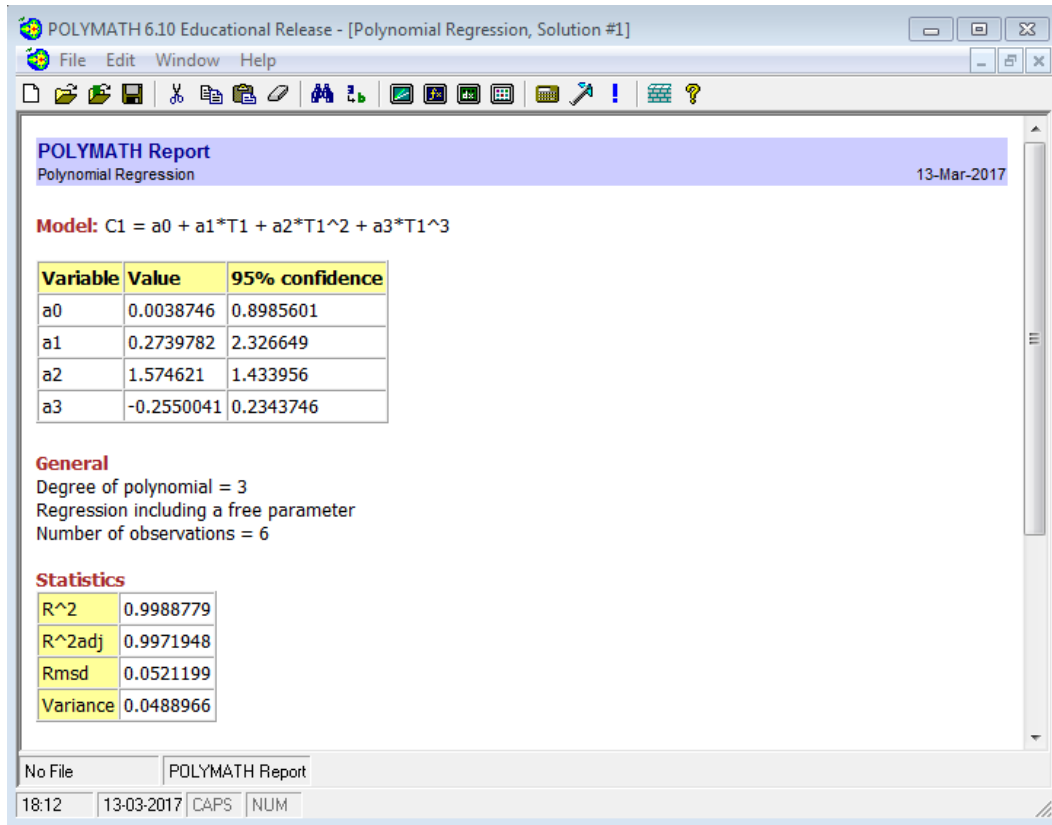 POLYMATH 6.10 Educational Release - [Polynomial Regression, Solution #1]
File Edit Window Help
POLYMATH Report
Polynomial Regression 13-Mar-2017
Model: C1 = a0 + a1*T1 + a2*T1^2 + a3*T1^3
Variable Value 95% confidence
a0 0.0038746 0.8985601
a1 0.2739782 2.326649
a2 1.574621 1.433956
a3 -0.2550041 0.2343746
General
Degree of polynomial = 3
Regression including a free parameter
Number of observations = 6
Statistics
R^2 0.9988779
R^2adj 0.9971948
Rmsd 0.0521199
Variance 0.0488966
No File POLYMATH Report
18:12 13-03-2017 CAPS NUM